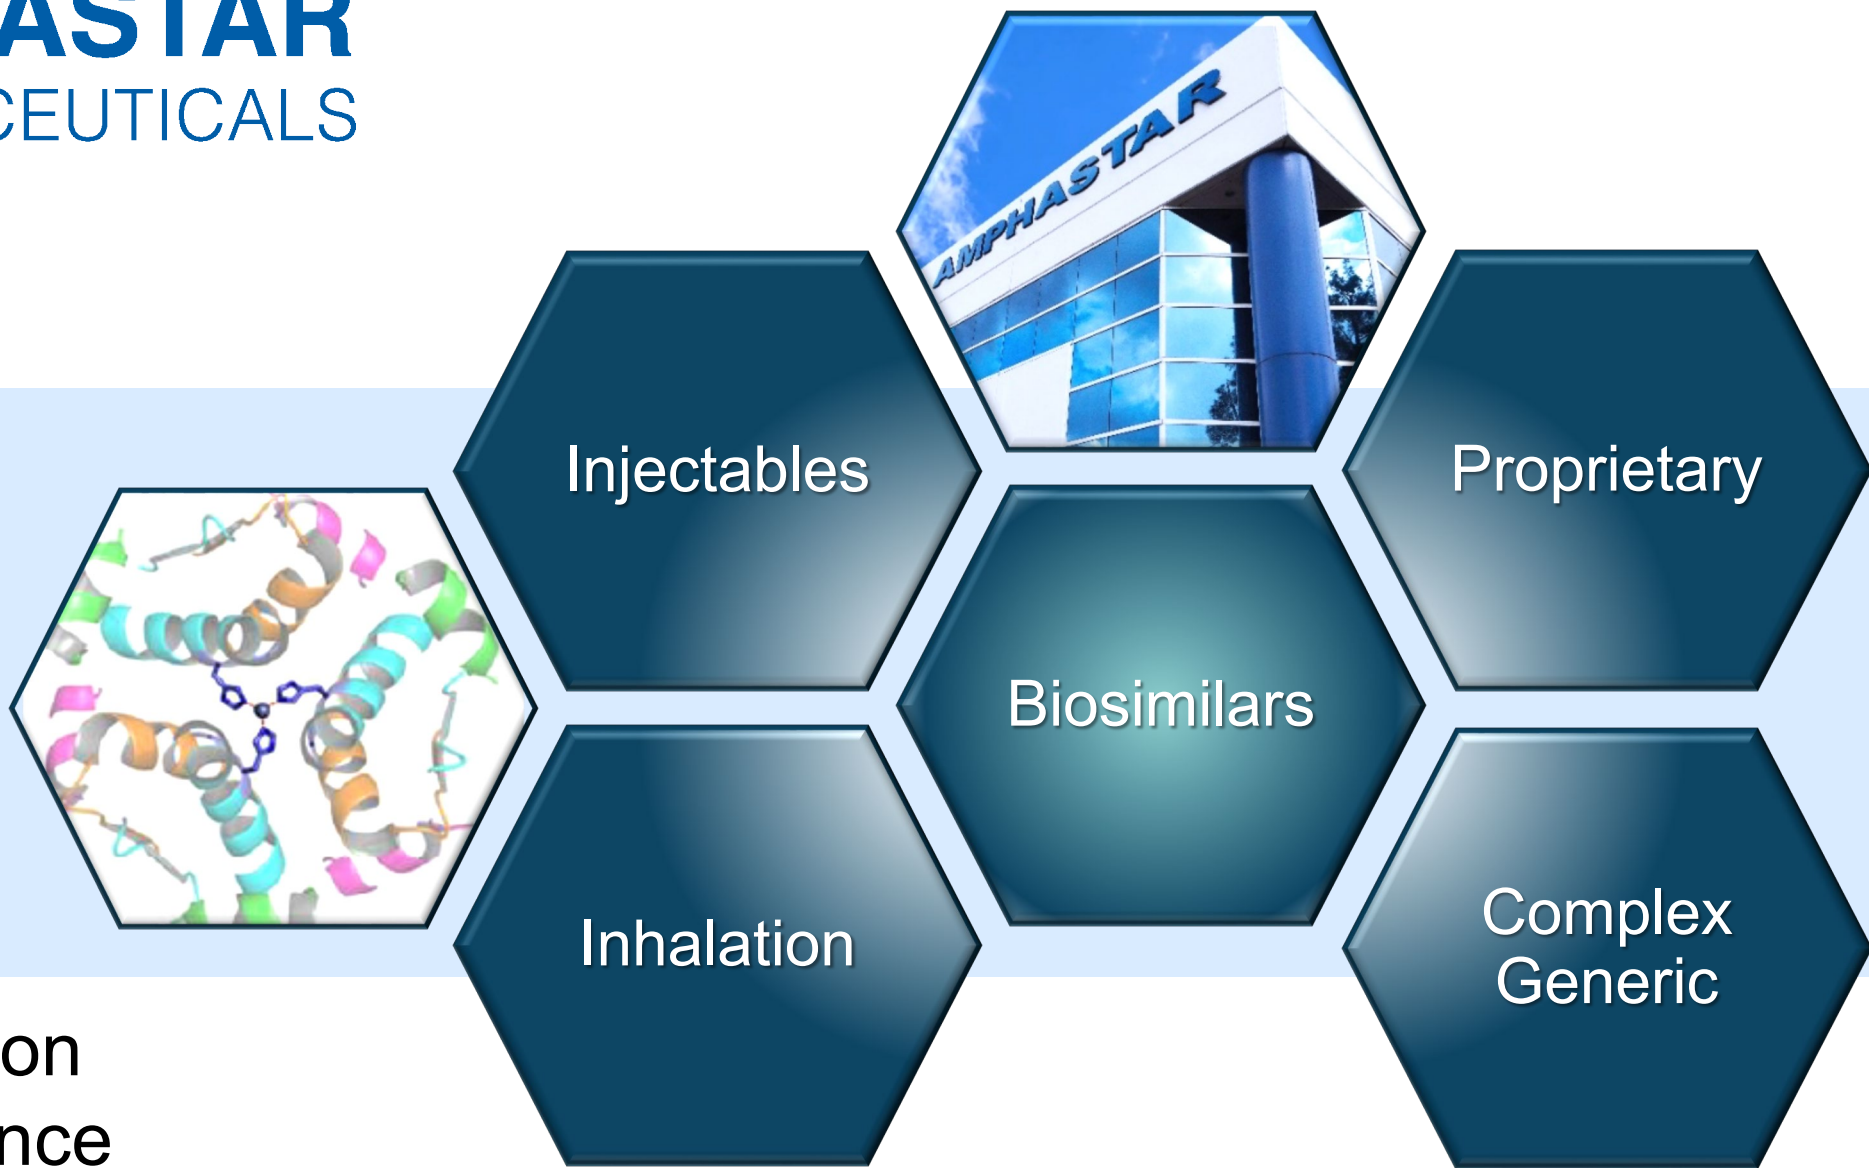 ASTAR
CEUTICALS
AMPHASTAR
Injectables
Proprietary
Biosimilars
Inhalation
Complex
Generic
on
nce